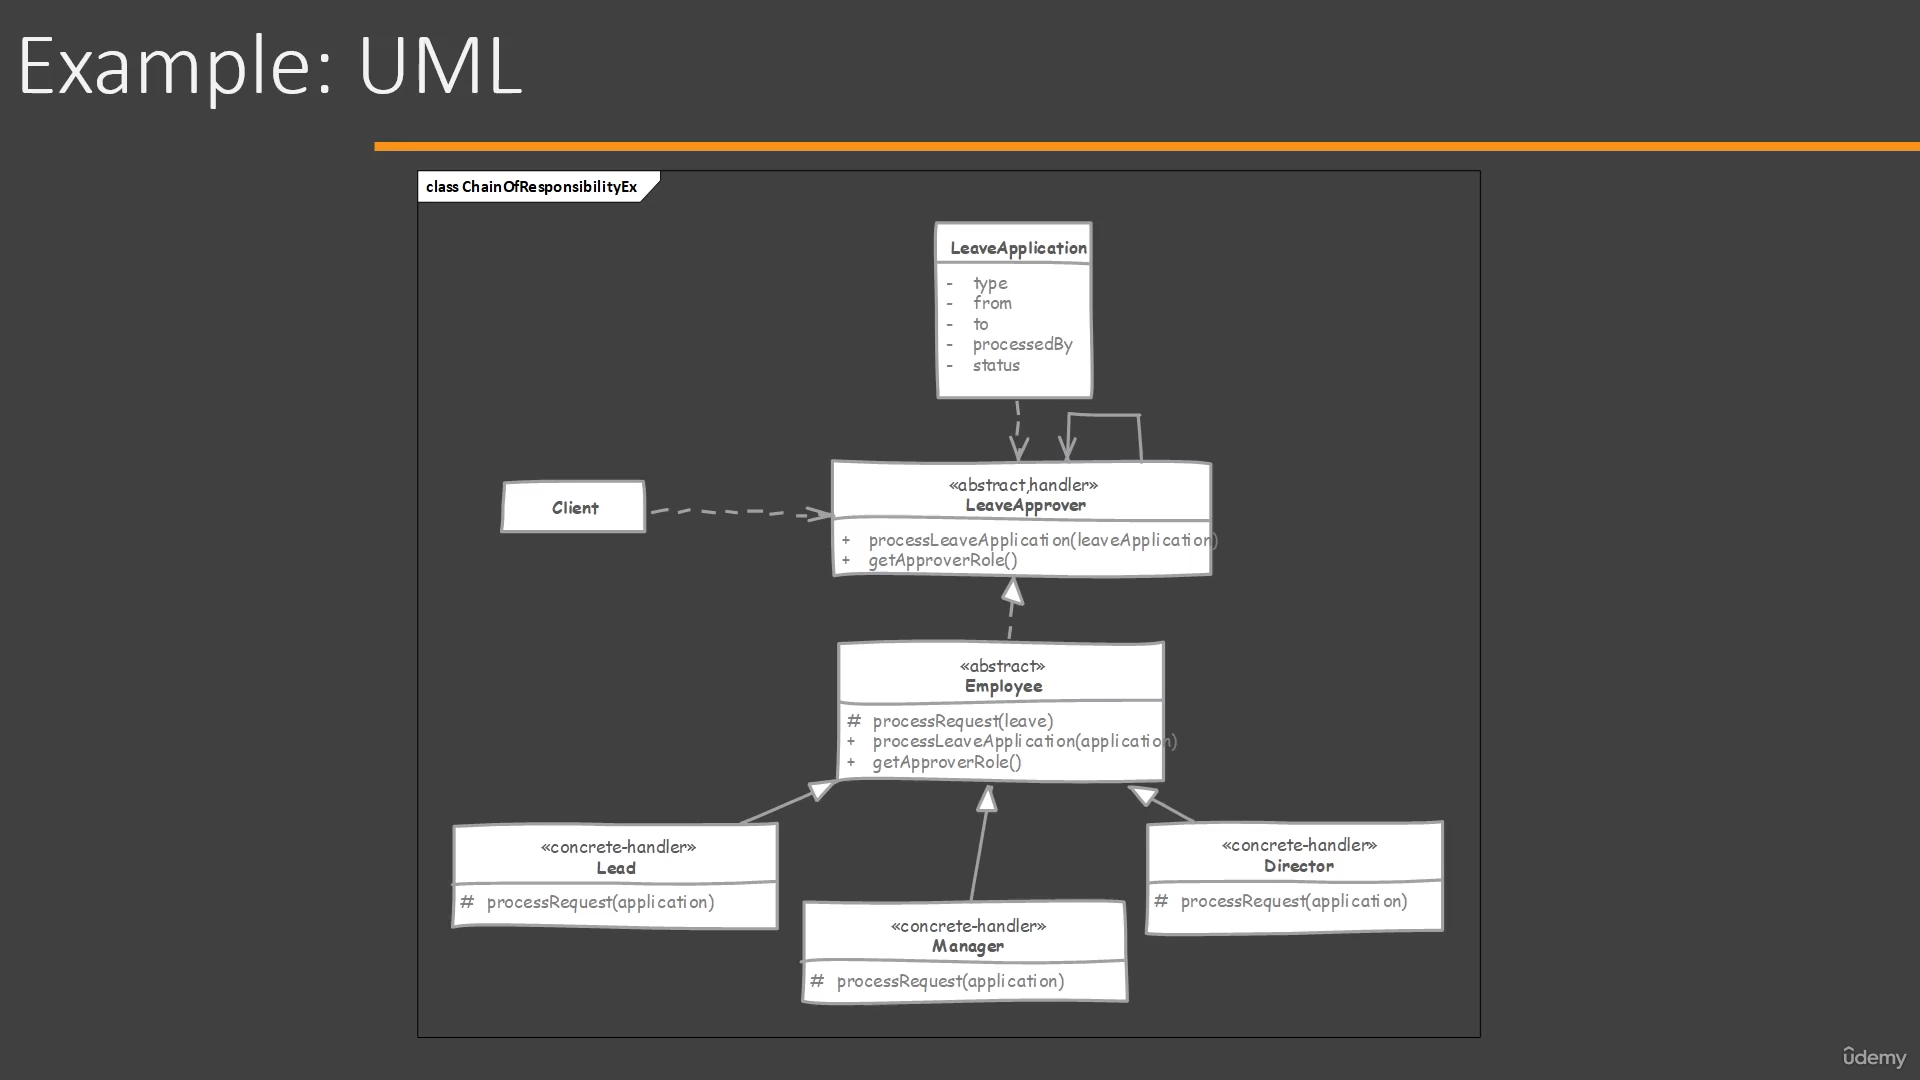 Example: UML
class ChainOfResponsibilityEx
LeaveApplication
- type
- from
- to
- processedBy
- status
Client
«abstract,handler»
LeaveApprover
+ processLeaveApplication(leaveApplication)
+ getApproverRole()
«abstract»
Employee
# processRequest(leave)
+ processLeaveApplication(application)
+ getApproverRole()
«concrete-handler»
Lead
# processRequest(application)
«concrete-handler»
Manager
# processRequest(application)
«concrete-handler»
Director
# processRequest(application)
ûdemy